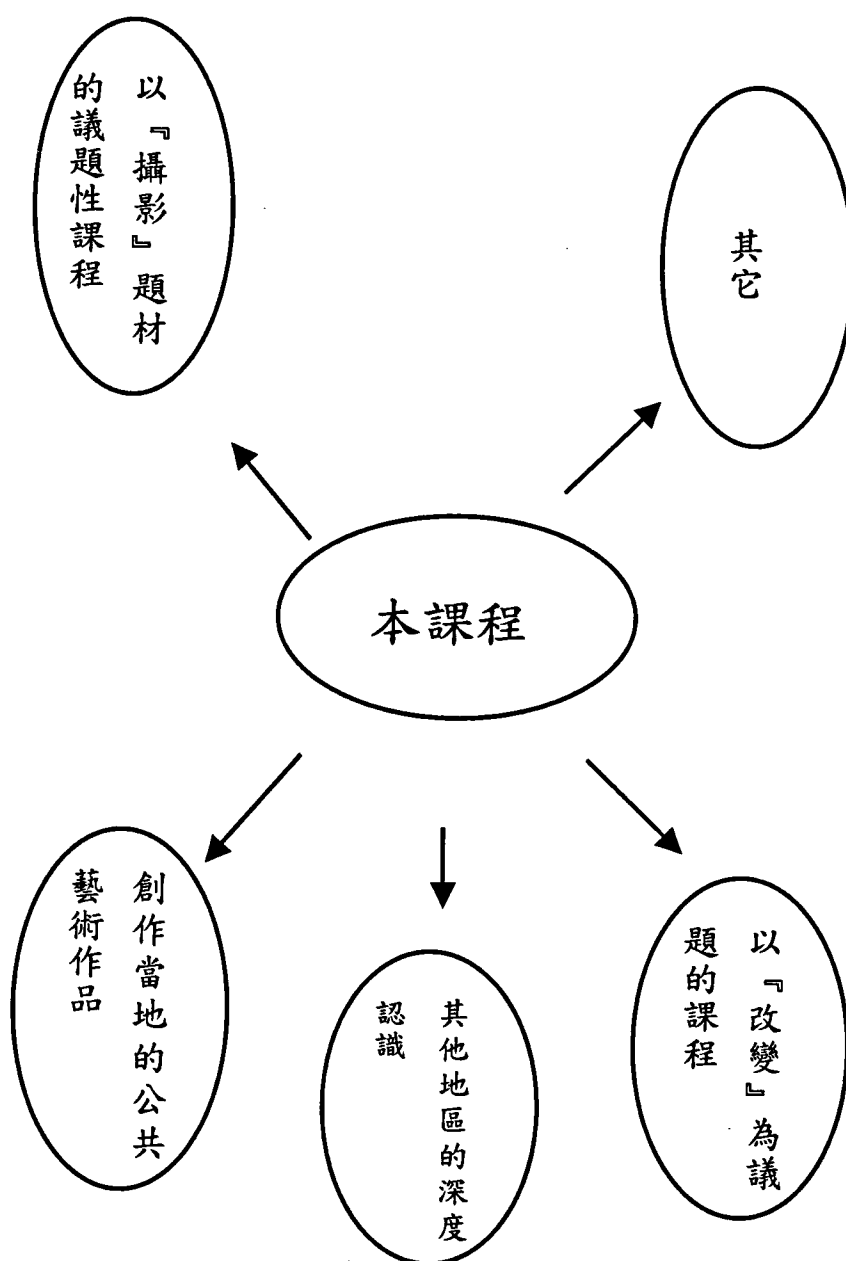 以『攝影』題材
的議題性課程
其它
本課程
創作當地的公共
藝術作品
其他地區的深度
認識
以『改變』為議
題的課程